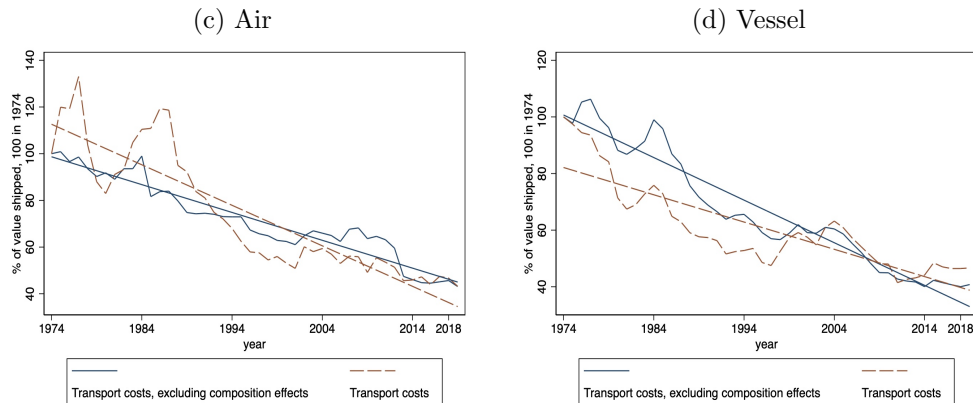 (c) Air
% of value shipped, 100 in 1974
140
120
100
80
60
40
1974 1984 1994 2004 2014 2018
year
Transport costs, excluding composition effects Transport costs
(d) Vessel
% of value shipped, 100 in 1974
120
100
80
60
40
1974 1984 1994 2004 2014 2018
year
Transport costs, excluding composition effects Transport costs